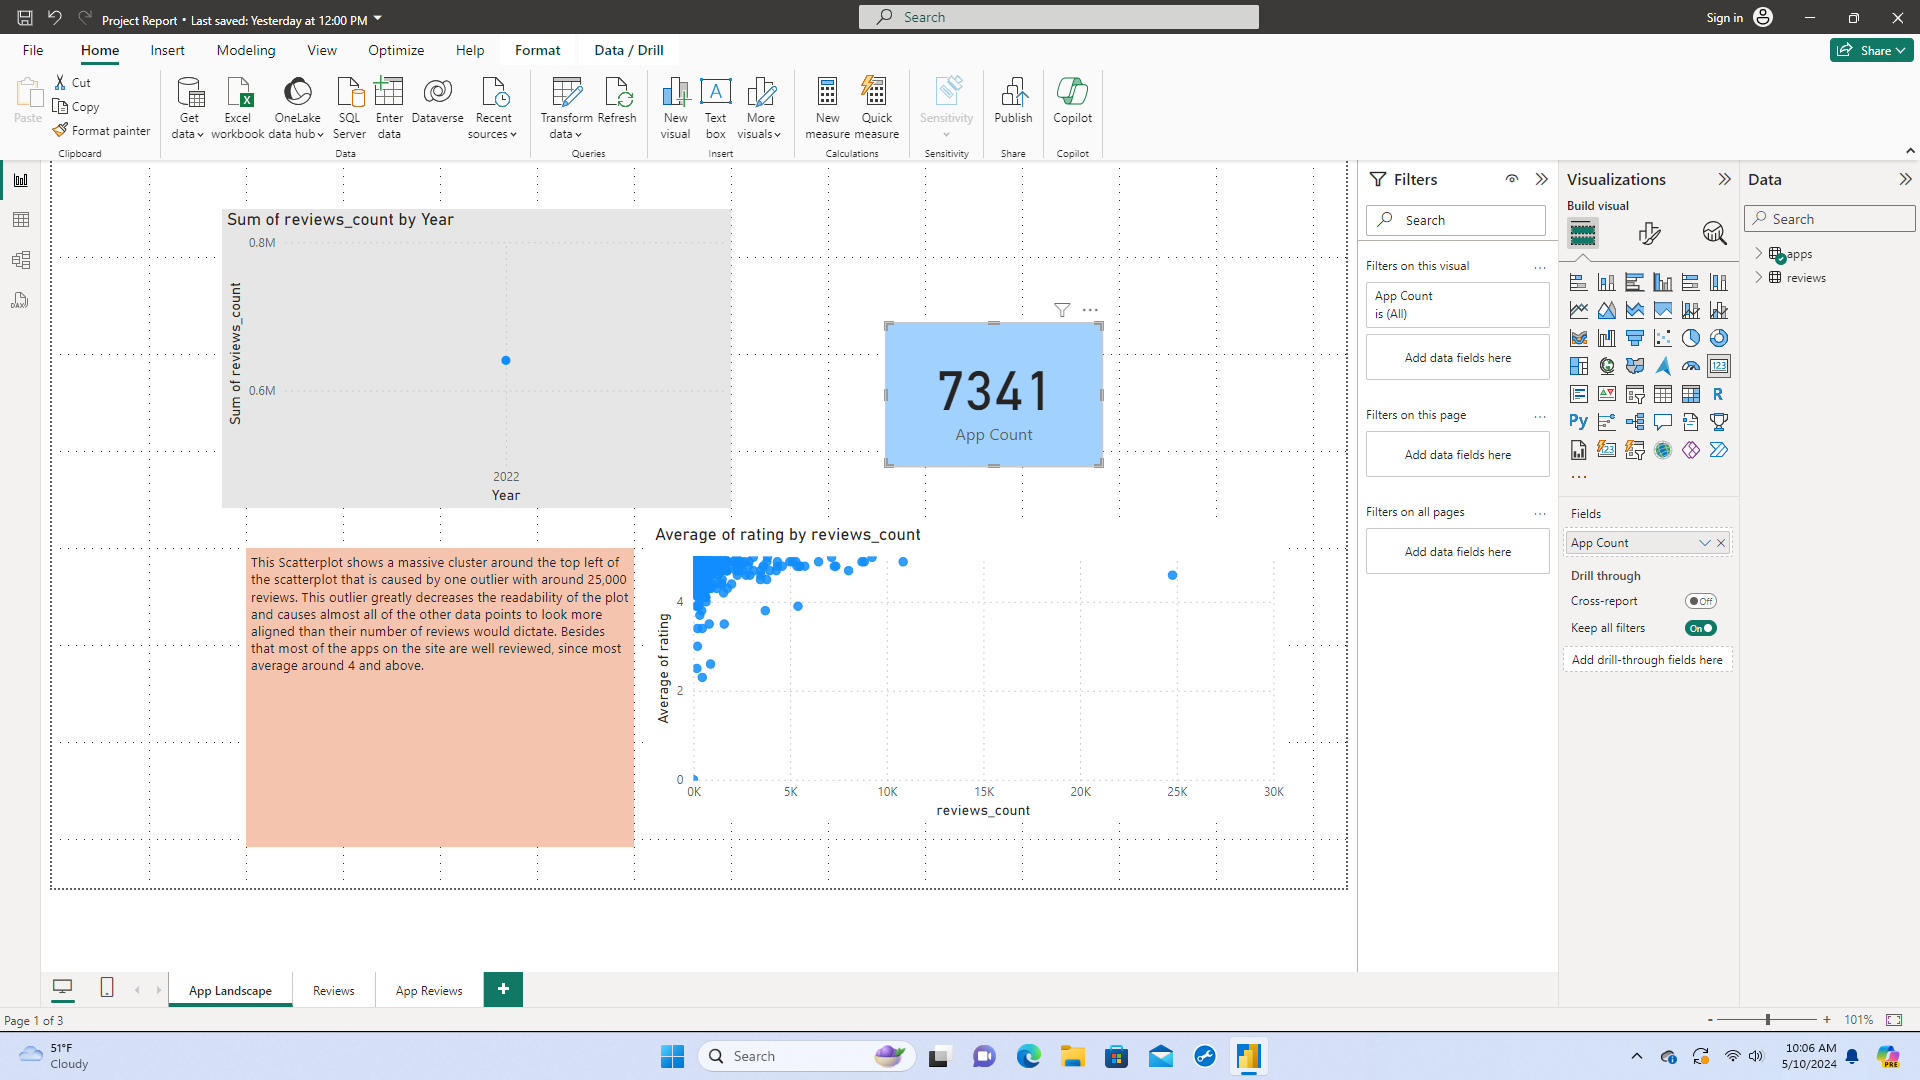 Project Report • Last saved: Yesterday at 12:00 PM
Search
Sign in
File
Home
Insert
Modeling
View
Optimize
Help
Format
Data / Drill
Share
Paste
Cut
Copy
Format painter
Clipboard
Get data
Excel workbook
OneLake data hub
SQL Server
Enter data
Dataverse
Recent sources
Data
Transform data
Refresh
Queries
New visual
Text box
More visuals
Insert
New measure
Quick measure
Calculations
Sensitivity
Sensitivity
Publish
Share
Copilot
Copilot
Sum of reviews_count by Year
0.8M
0.6M
Sum of reviews_count
2022
Year
7341
App Count
This Scatterplot shows a massive cluster around the top left of
the scatterplot that is caused by one outlier with around 25,000
reviews. This outlier greatly decreases the readability of the plot
and causes almost all of the other data points to look more
aligned than their number of reviews would dictate. Besides
that most of the apps on the site are well reviewed, since most
average around 4 and above.
Average of rating by reviews_count
Average of rating
4
2
0
0K
5K
10K
15K
20K
25K
30K
reviews_count
Filters
Search
Filters on this visual
App Count
is (All)
Add data fields here
Filters on this page
Add data fields here
Filters on all pages
Add data fields here
Visualizations
Build visual
123
R
Py
123
Fields
App Count
Drill through
Cross-report
Off
Keep all filters
On
Add drill-through fields here
Data
Search
apps
reviews
DAX
App Landscape
Reviews
App Reviews
Page 1 of 3
101%
51°F
Cloudy
Search
10:06 AM
5/10/2024
PRE